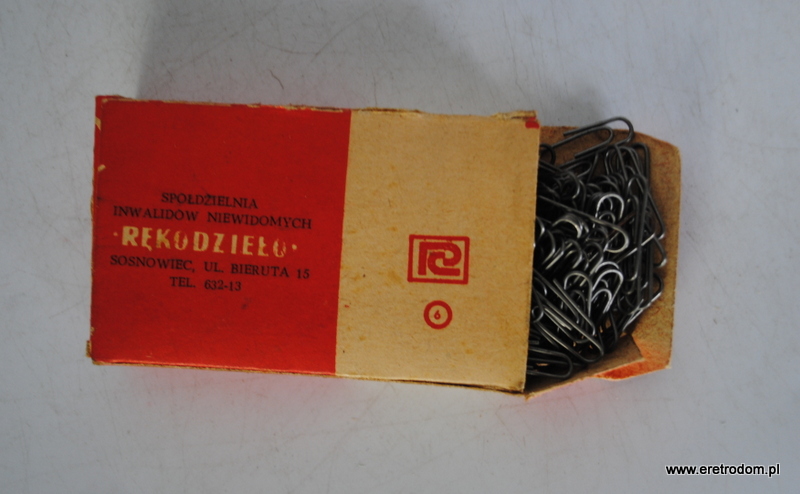 SPÓŁDZIELNIA
INWALIDÓW NIEWIDOMYCH
·RĘKODZIEŁO·
SOSNOWIEC, UL. BIERUTA 15
TEL. 632-13
6
www.eretrodom.pl